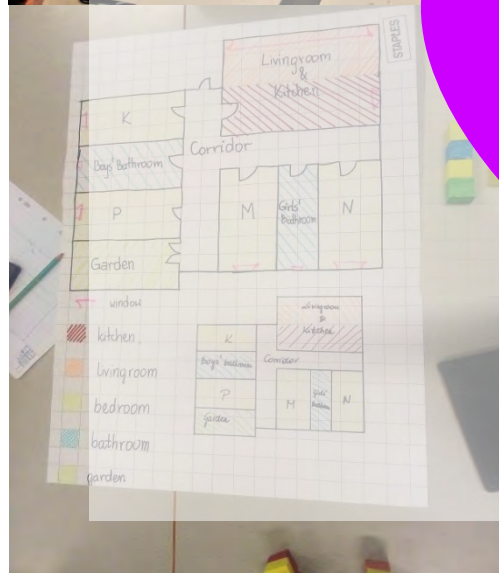 STAPLES
Livingroom
&
Kitchen
K
Corridor
Boys' Bathroom
P
M
Girls'
Bathroom
N
Garden
window
kitchen
livingroom
bedroom
bathroom
garden
Livingroom
&
Kitchen
K
Corridor
Boys' Bathroom
P
M
Girls'
N
Garden